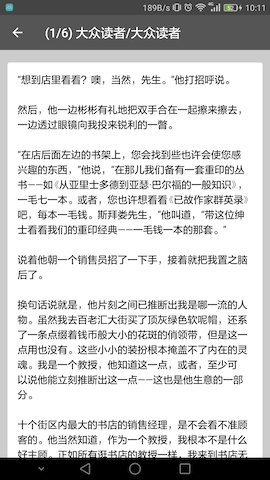 189B/s 76% 10:11
(1/6) 大众读者/大众读者
“想到店里看看？噢，当然，先生。”他打招呼说。
然后，他一边彬彬有礼地把双手合在一起擦来擦去，
一边透过眼镜向我投来锐利的一瞥。
“在店后面左边的书架上，您会找到些也许会使您感
兴趣的东西，”他说，“在那儿我们备有一套重印的丛
书——如《从亚里士多德到亚瑟·巴尔福的一般知识》，
一毛七一本。或者，您也许想看看《已故作家群英录》
吧，每本一毛钱。斯拜娄先生，”他叫道，“带这位绅
士看看我们的重印经典——一毛钱一本的那套。”
说着他朝一个销售员招了一下手，接着就把我置之脑
后了。
换句话说就是，他片刻之间已推断出我是哪一流的人
物。虽然我去百老汇大街买了顶灰绿色软呢帽，还系
了一条点缀着钱币般大小的花斑的俏领带，但是这一
点用也没有。这些小小的装扮根本掩盖不了内在的灵
魂。我是一个教授，他知道这一点，或者，至少可
以说他能立刻推断出这一点——这也是他生意的一部
分。
十个街区内最大的书店的销售经理，是不会看不准顾
客的。他当然知道，作为一个教授，我根本不是什么
好主顾。正如所有逛书店的教授一样，我来到书店无